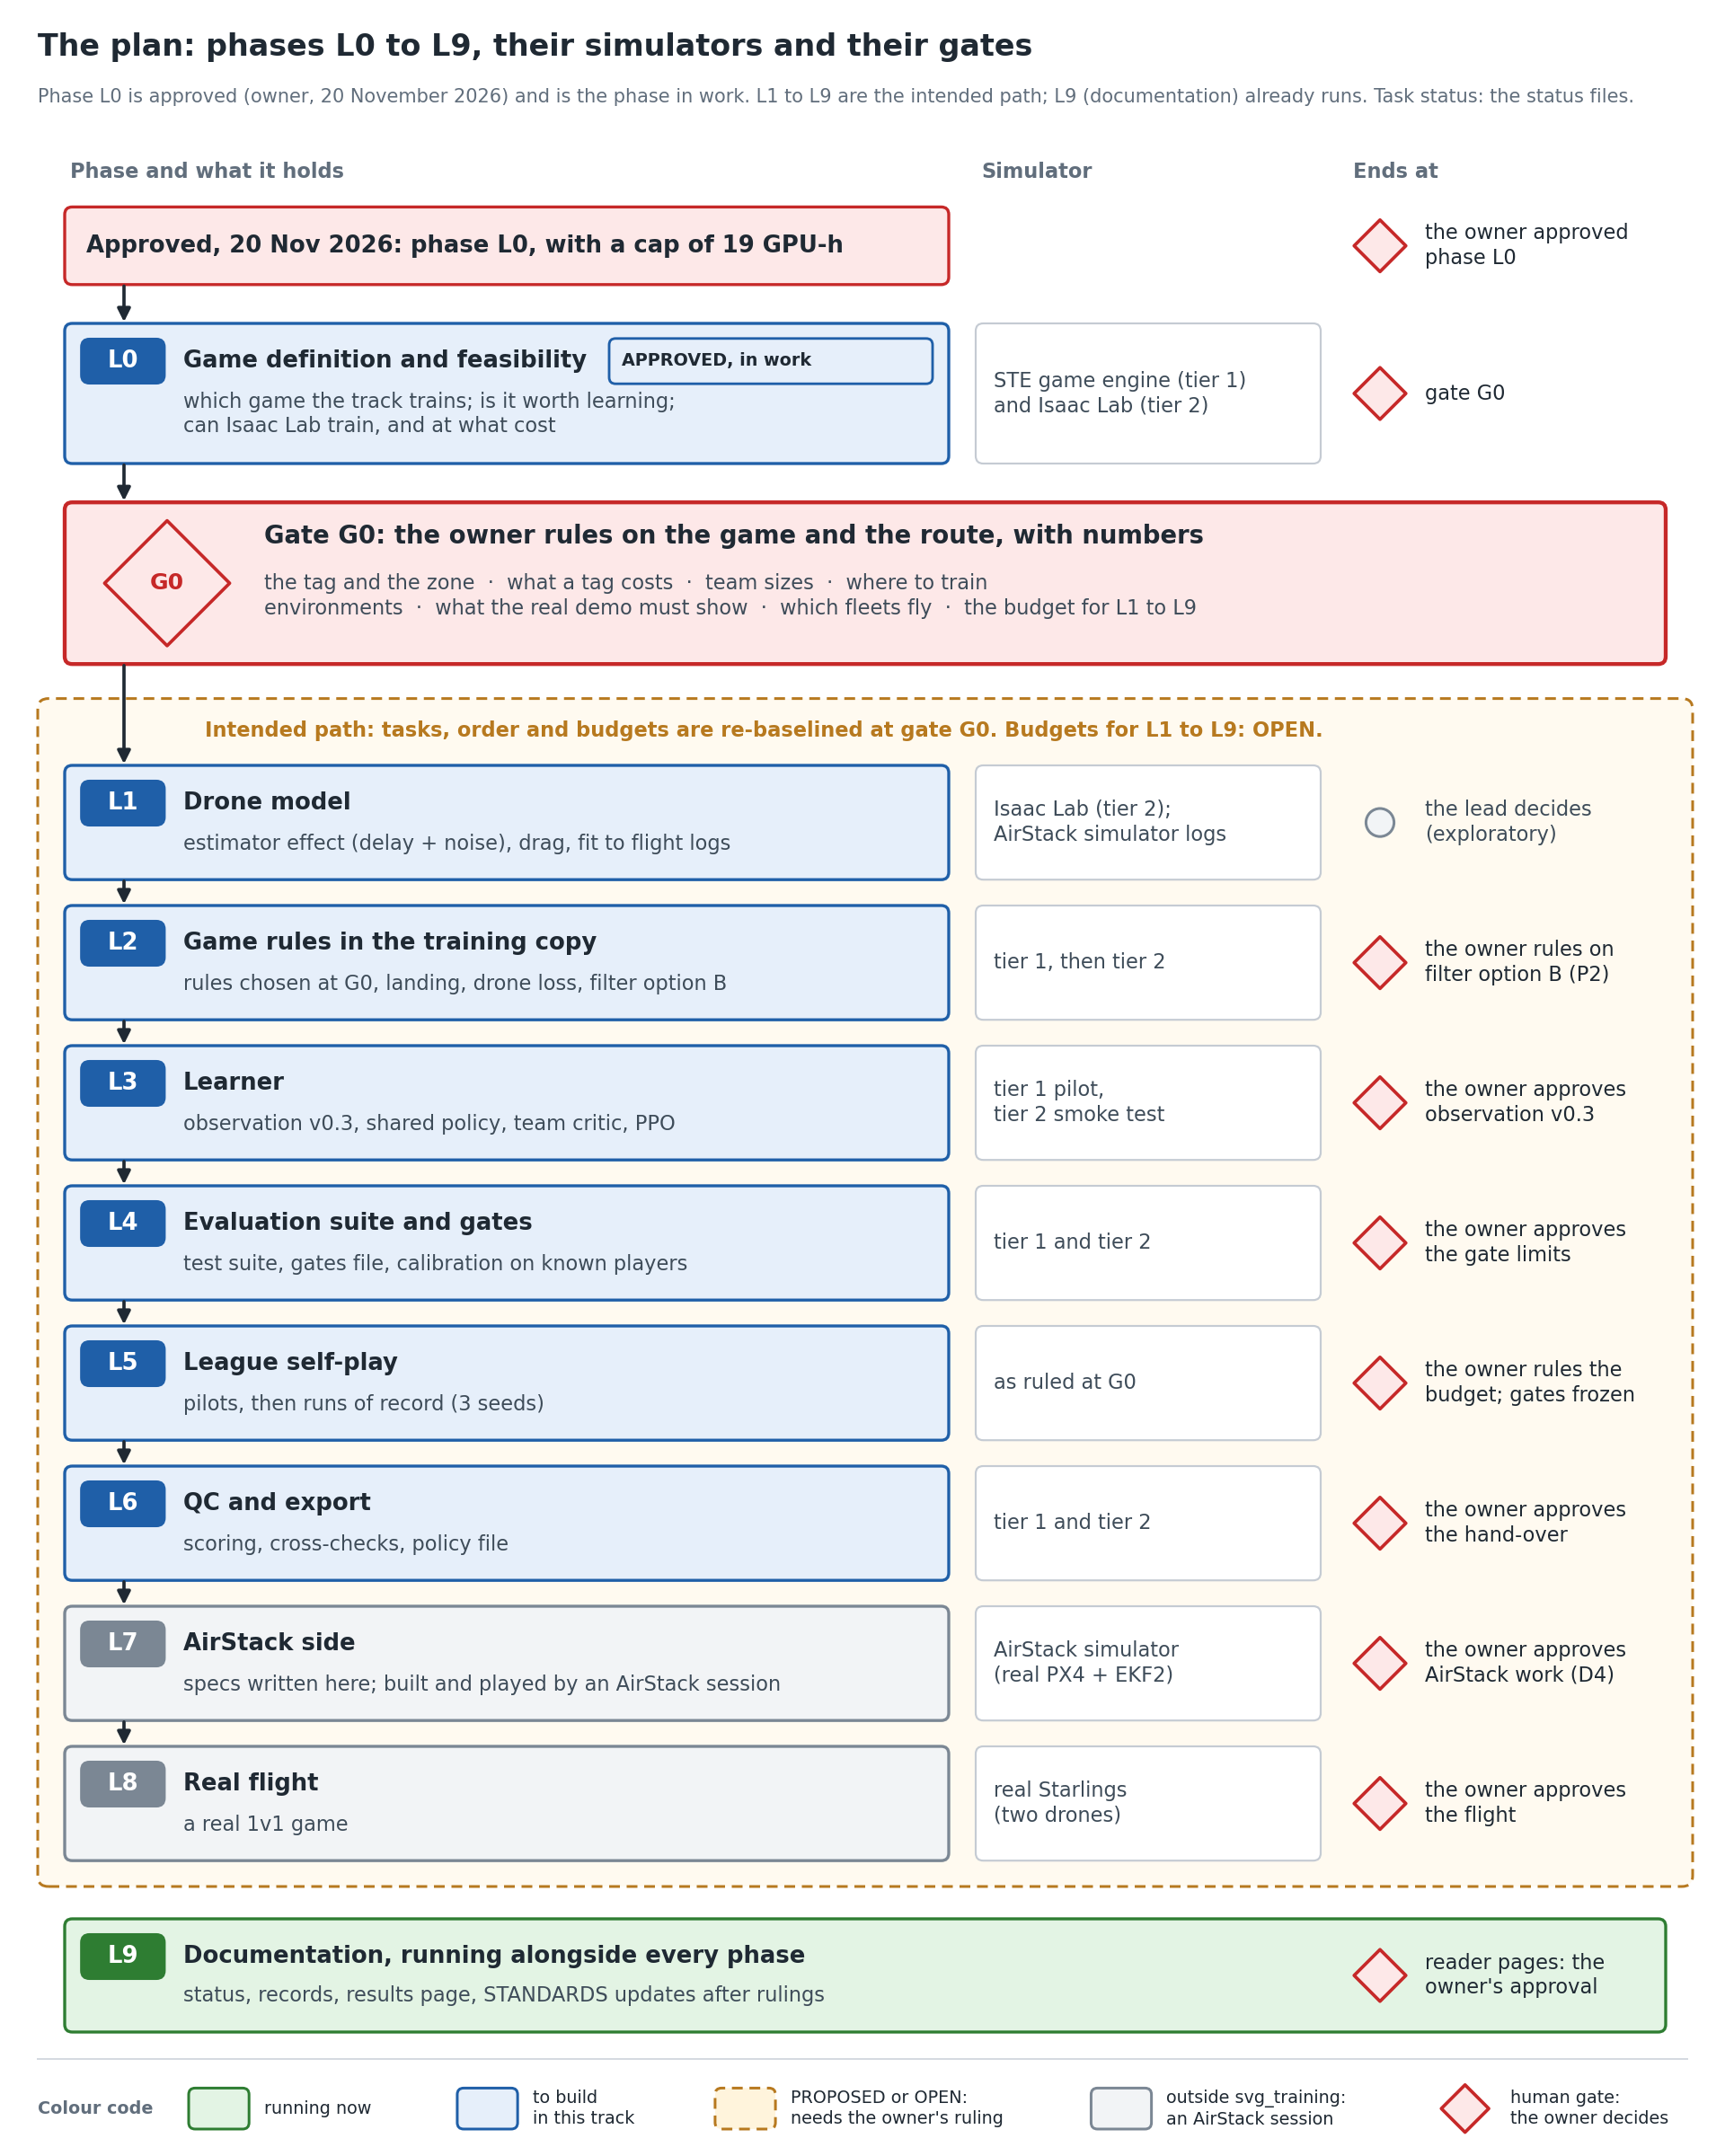 The plan: phases L0 to L9, their simulators and their gates
Phase L0 is approved (owner, 20 November 2026) and is the phase in work. L1 to L9 are the intended path; L9 (documentation) already runs. Task status: the status files.
Phase and what it holds
Simulator
Ends at
Approved, 20 Nov 2026: phase L0, with a cap of 19 GPU-h
the owner approved
phase L0
L0
Game definition and feasibility
APPROVED, in work
which game the track trains; is it worth learning;
can Isaac Lab train, and at what cost
STE game engine (tier 1)
and Isaac Lab (tier 2)
gate G0
G0
Gate G0: the owner rules on the game and the route, with numbers
the tag and the zone · what a tag costs · team sizes · where to train
environments · what the real demo must show · which fleets fly · the budget for L1 to L9
Intended path: tasks, order and budgets are re-baselined at gate G0. Budgets for L1 to L9: OPEN.
L1
Drone model
estimator effect (delay + noise), drag, fit to flight logs
Isaac Lab (tier 2);
AirStack simulator logs
the lead decides
(exploratory)
L2
Game rules in the training copy
rules chosen at G0, landing, drone loss, filter option B
tier 1, then tier 2
the owner rules on
filter option B (P2)
L3
Learner
observation v0.3, shared policy, team critic, PPO
tier 1 pilot,
tier 2 smoke test
the owner approves
observation v0.3
L4
Evaluation suite and gates
test suite, gates file, calibration on known players
tier 1 and tier 2
the owner approves
the gate limits
L5
League self-play
pilots, then runs of record (3 seeds)
as ruled at G0
the owner rules the
budget; gates frozen
L6
QC and export
scoring, cross-checks, policy file
tier 1 and tier 2
the owner approves
the hand-over
L7
AirStack side
specs written here; built and played by an AirStack session
AirStack simulator
(real PX4 + EKF2)
the owner approves
AirStack work (D4)
L8
Real flight
a real 1v1 game
real Starlings
(two drones)
the owner approves
the flight
L9
Documentation, running alongside every phase
status, records, results page, STANDARDS updates after rulings
reader pages: the
owner's approval
Colour code
running now
to build
in this track
PROPOSED or OPEN:
needs the owner's ruling
outside svg_training:
an AirStack session
human gate:
the owner decides